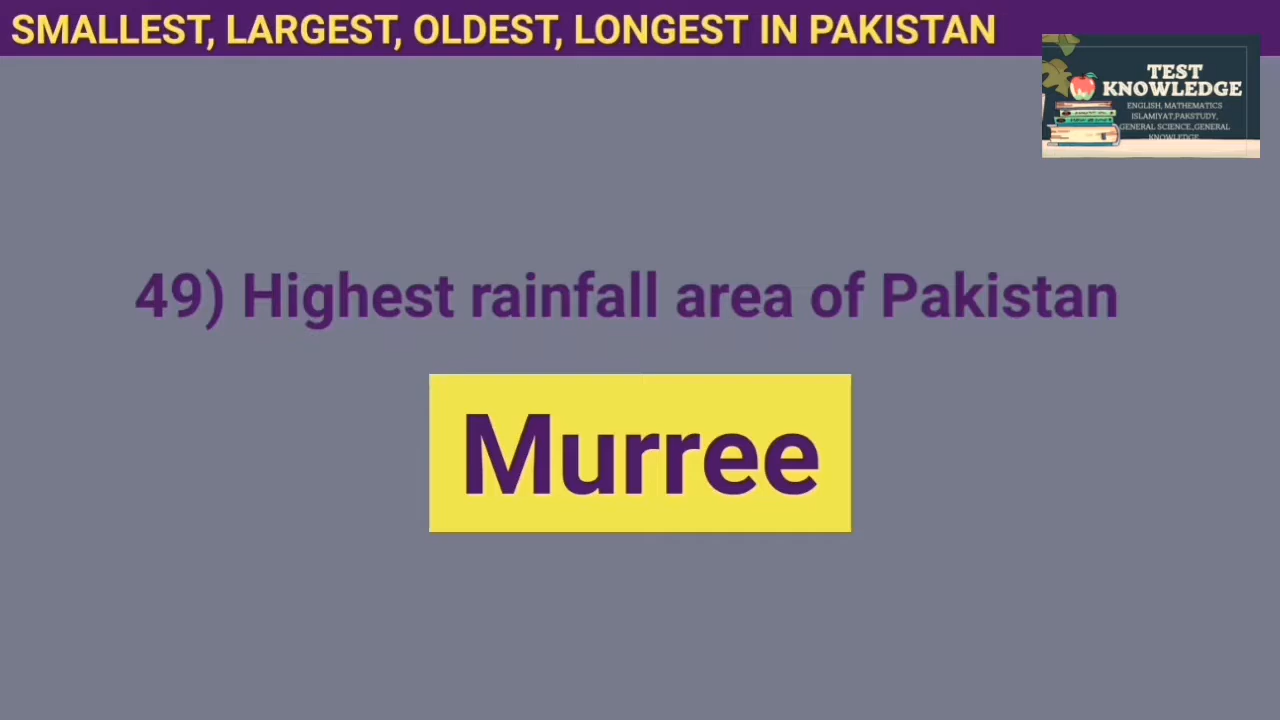 SMALLEST, LARGEST, OLDEST, LONGEST IN PAKISTAN
TEST
KNOWLEDGE
ENGLISH, MATHEMATICS
ISLAMIYAT,PAKSTUDY,
GENERAL SCIENCE,,GENERAL
KNOWLEDGE
49) Highest rainfall area of Pakistan
Murree